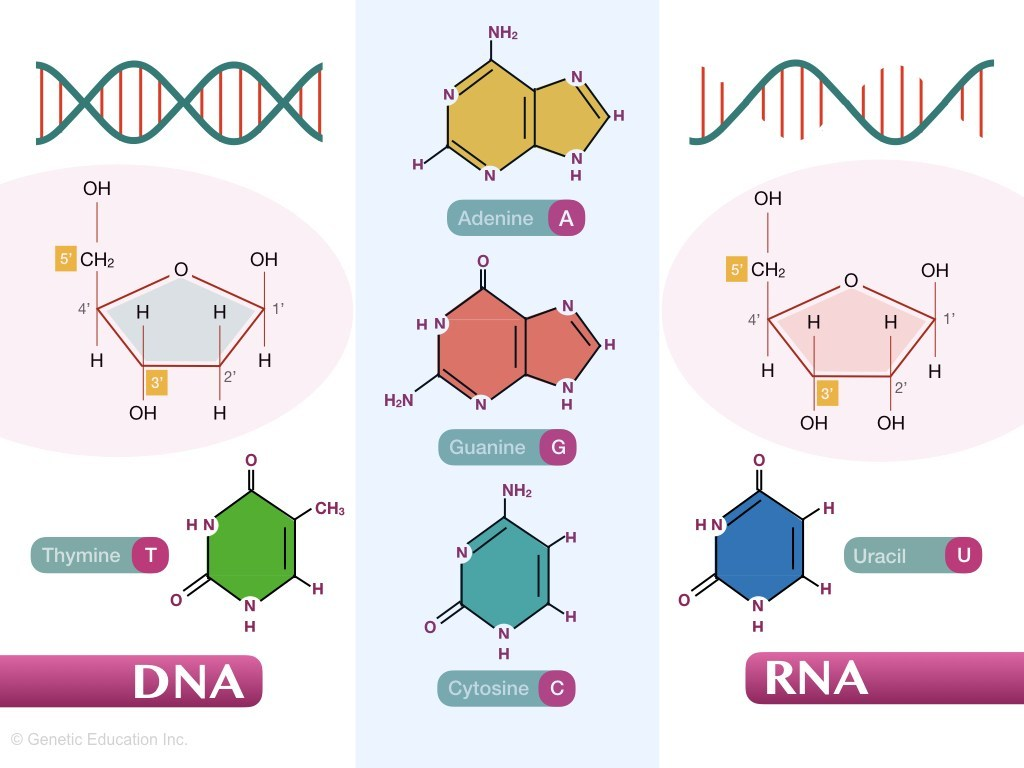 OH
5'
CH₂
O
OH
4'
H
H
1'
H
3'
2'
H
OH
H
O
CH₃
H N
Thymine T
H
O
N
H
DNA
© Genetic Education Inc.
NH₂
N
N
H
H
N
N
H
Adenine A
O
N
H N
H
H₂N
N
N
H
Guanine G
NH₂
H
N
H
O
N
H
Cytosine C
OH
5'
CH₂
O
OH
4'
H
H
1'
H
H
3'
2'
OH
OH
O
H
H N
Uracil U
H
O
N
H
RNA